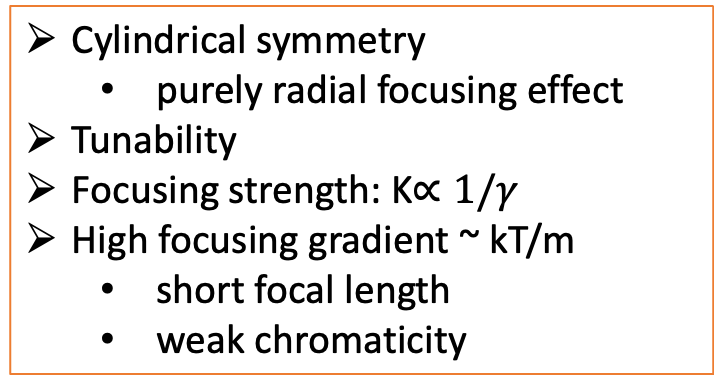 ➢ Cylindrical symmetry
• purely radial focusing effect
➢ Tunability
➢ Focusing strength: K∝ 1/γ
➢ High focusing gradient ~ kT/m
• short focal length
• weak chromaticity